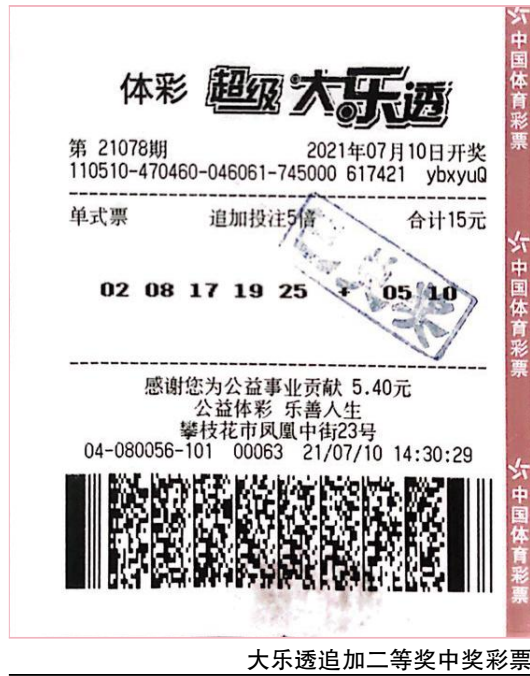 体彩 超级大乐透
第 21078期 2021年07月10日开奖
110510-470460-046061-745000 617421 ybxyuQ
单式票 追加投注5倍 合计15元
已兑奖
02 08 17 19 25 + 05 10
感谢您为公益事业贡献 5.40元
公益体彩 乐善人生
攀枝花市凤凰中街23号
04-080056-101 00063 21/07/10 14:30:29
中国体育彩票
中国体育彩票
中国体育彩票
大乐透追加二等奖中奖彩票